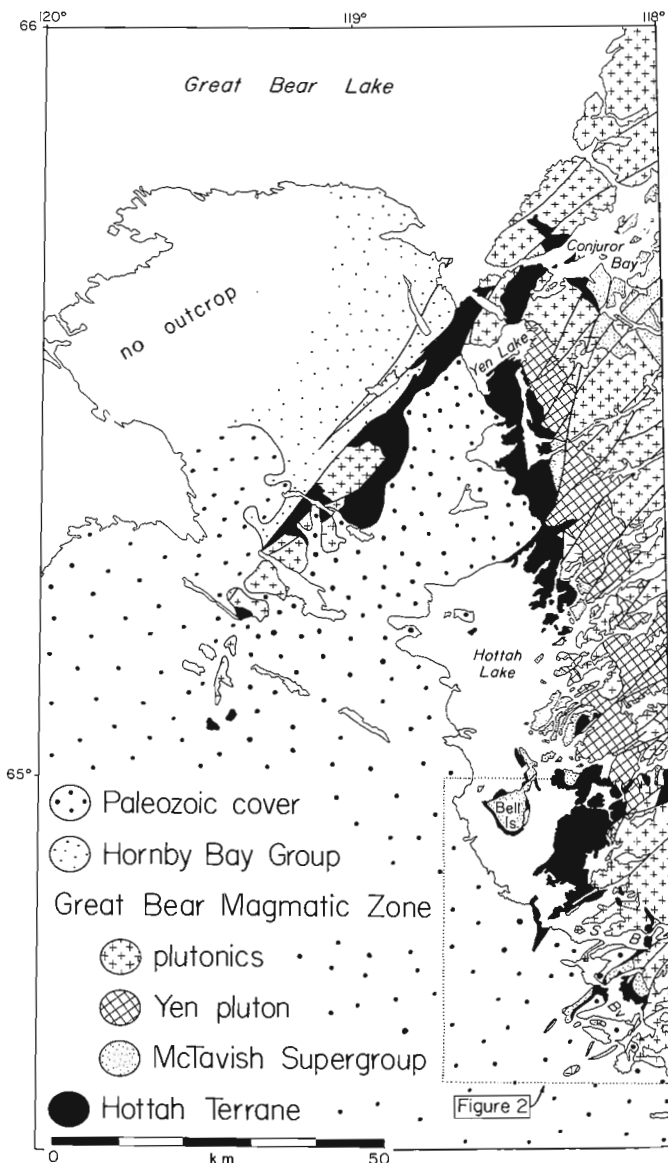 66 120° 119° 118°
Great Bear Lake
Conjuror
Bay
no outcrop
Yen Lake
Hottah
Lake
65°
Paleozoic cover
Bell
Is.
Hornby Bay Group
Great Bear Magmatic Zone
S
B
plutonics
Yen pluton
Bv
McTavish Supergroup
Hottah Terrane
Figure 2
0 km 50